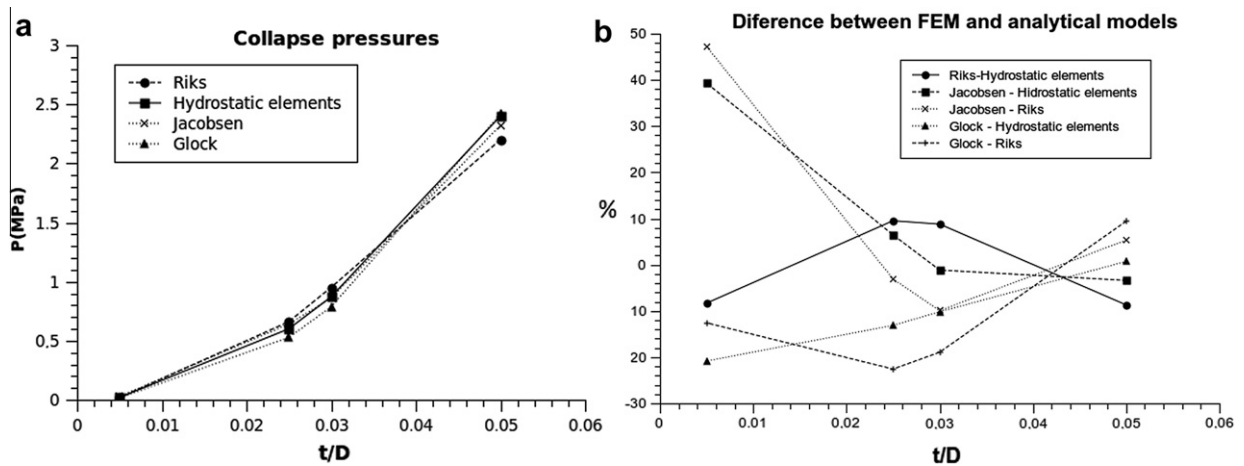 a
Collapse pressures
3
2.5
2
1.5
1
0.5
0
P(MPa)
Riks
Hydrostatic elements
Jacobsen
Glock
0 0.01 0.02 0.03 0.04 0.05 0.06
t/D
b
Diference between FEM and analytical models
50
40
30
20
10
0
10
20
-30
%
Riks-Hydrostatic elements
Jacobsen - Hidrostatic elements
Jacobsen - Riks
Glock - Hydrostatic elements
Glock - Riks
0 0.01 0.02 0.03 0.04 0.05 0.06
t/D